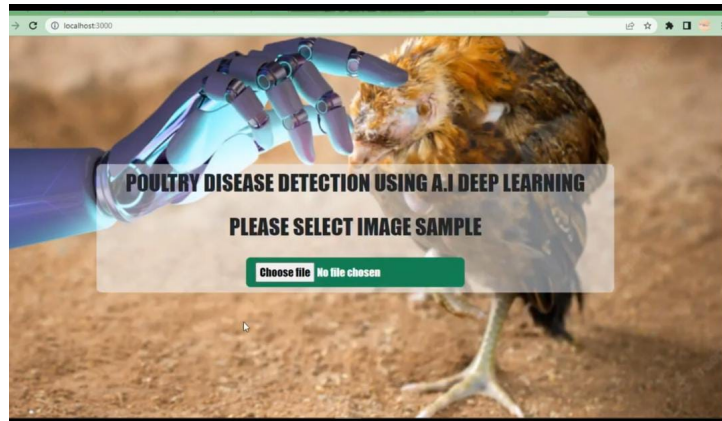 localhost:3000
POULTRY DISEASE DETECTION USING A.I DEEP LEARNING
PLEASE SELECT IMAGE SAMPLE
Choose file No file chosen